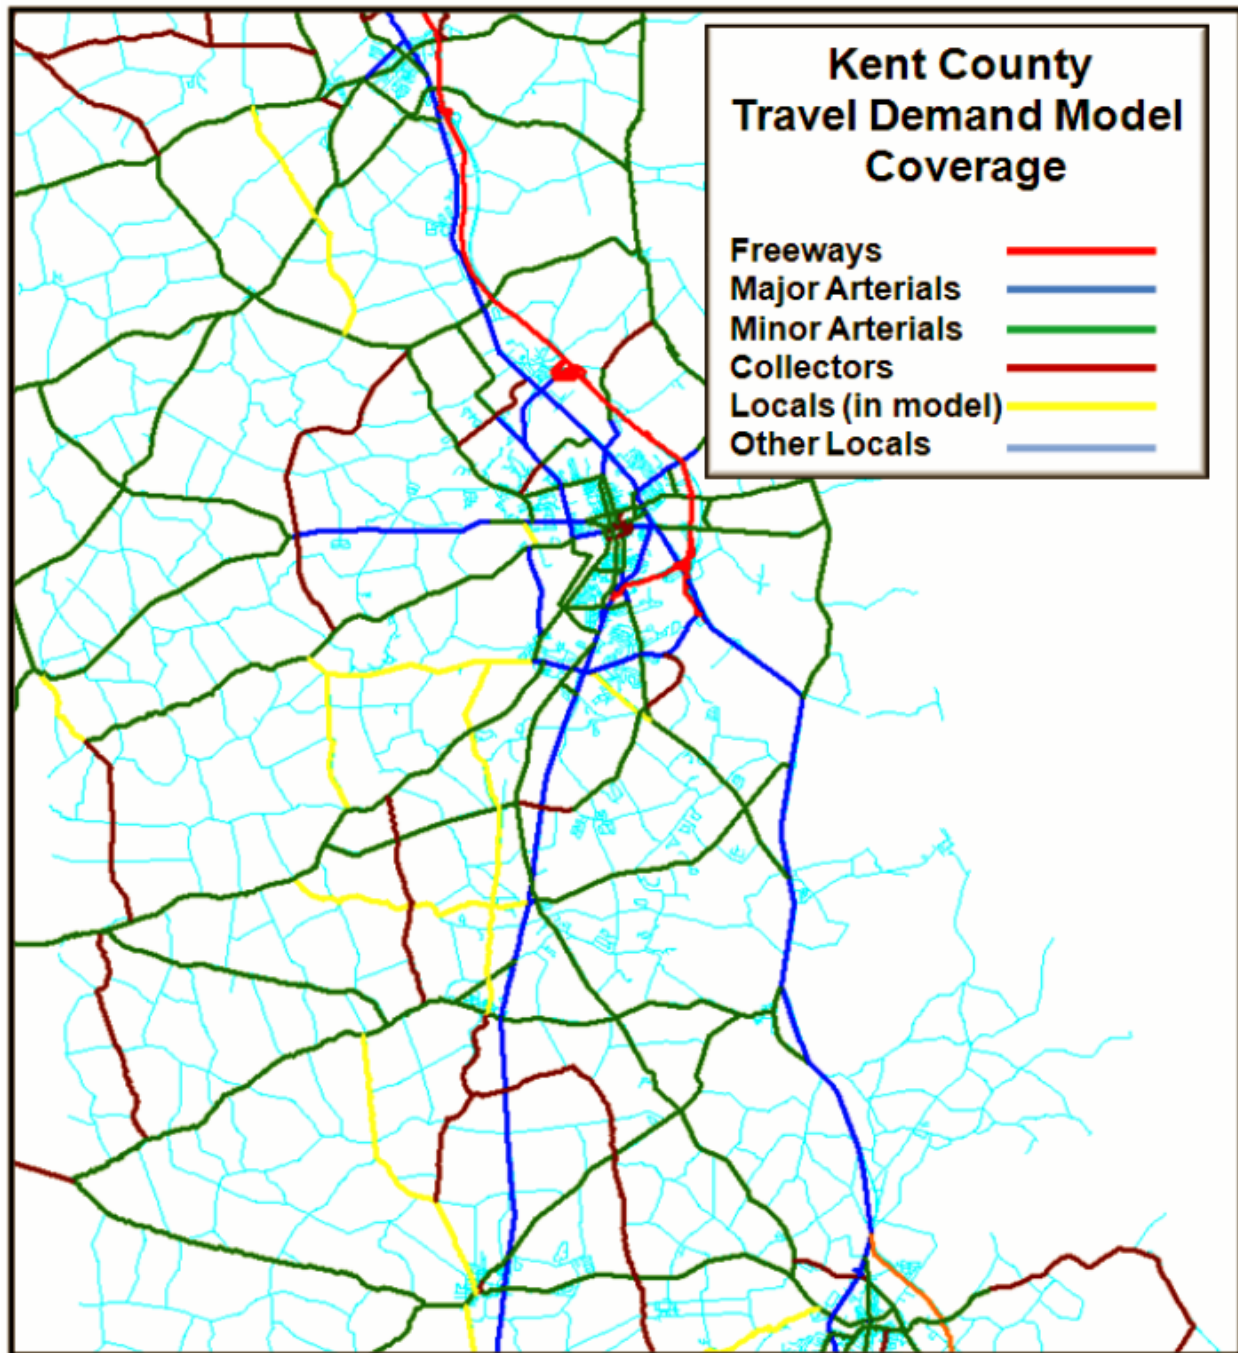 Kent County
Travel Demand Model
Coverage
Freeways
Major Arterials
Minor Arterials
Collectors
Locals (in model)
Other Locals